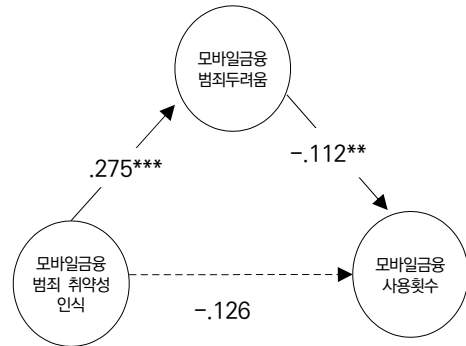 모바일금융
범죄두려움
.275***
-.112**
모바일금융
범죄 취약성
인식
모바일금융
사용횟수
-.126